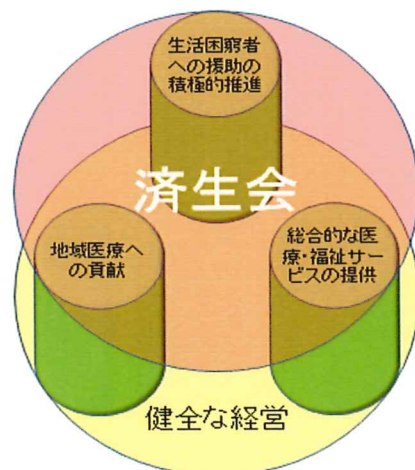 生活困窮者
への援助の
積極的推進
済生会
地域医療へ
の貢献
総合的な医
療・福祉サー
ビスの提供
健全な経営